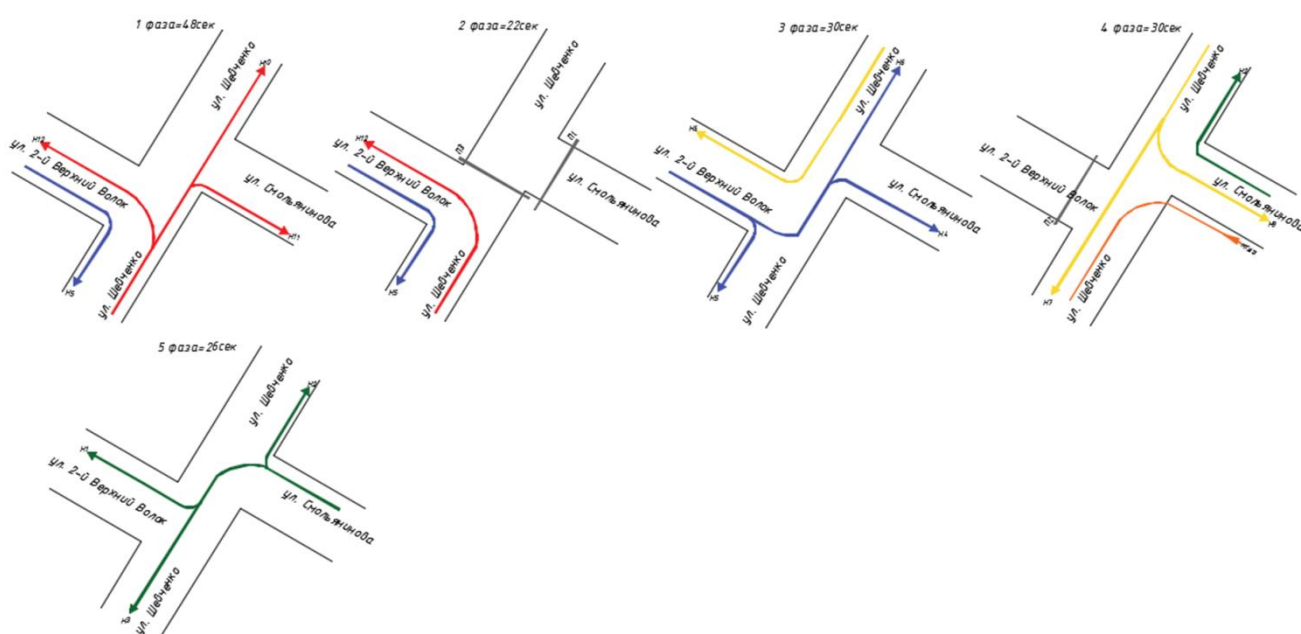 1 фаза=48сек
2 фаза=22сек
3 фаза=30сек
4 фаза=30сек
ул. Шевченко
ул. 2-й Верхний Волок
ул. Смольянинова
ул. Шевченко
ул. Шевченко
ул. 2-й Верхний Волок
ул. Смольянинова
ул. Шевченко
ул. Шевченко
ул. 2-й Верхний Волок
ул. Смольянинова
ул. Шевченко
ул. Шевченко
ул. 2-й Верхний Волок
ул. Смольянинова
ул. Шевченко
5 фаза=26сек
ул. Шевченко
ул. 2-й Верхний Волок
ул. Смольянинова
ул. Шевченко